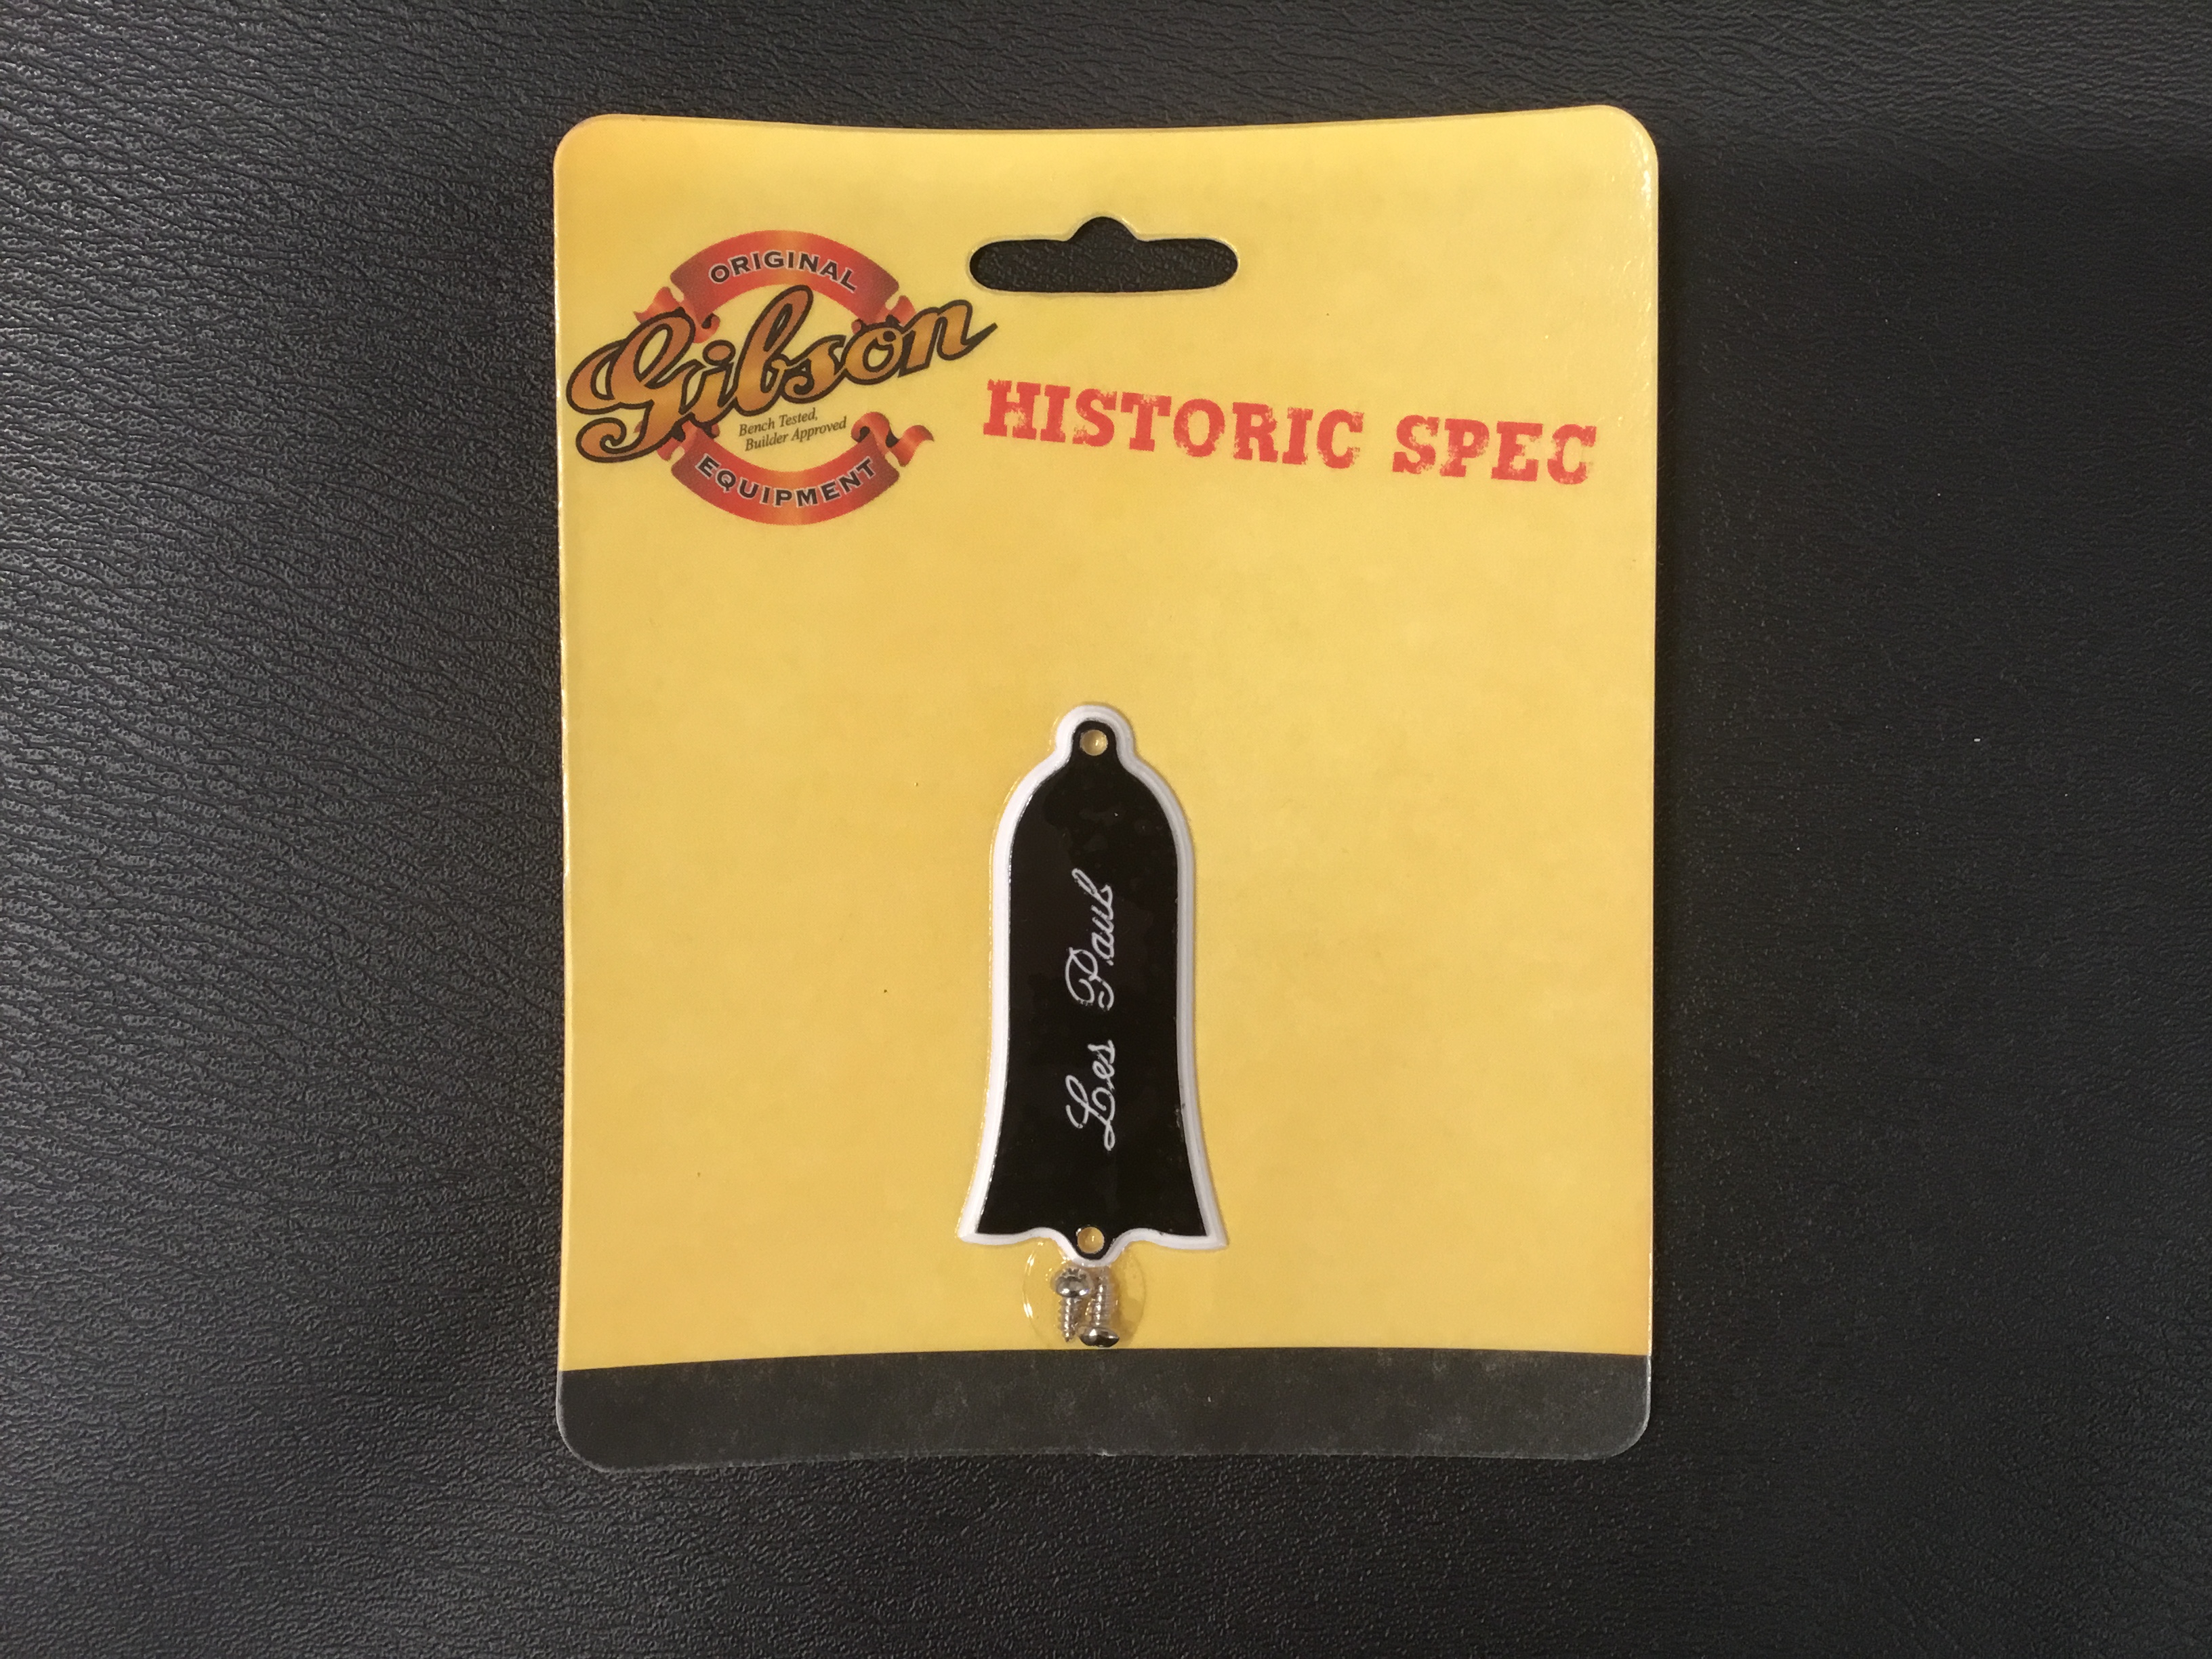 ORIGINAL
Gibson
Bench Tested,
Builder Approved
EQUIPMENT
HISTORIC SPEC
Les Paul